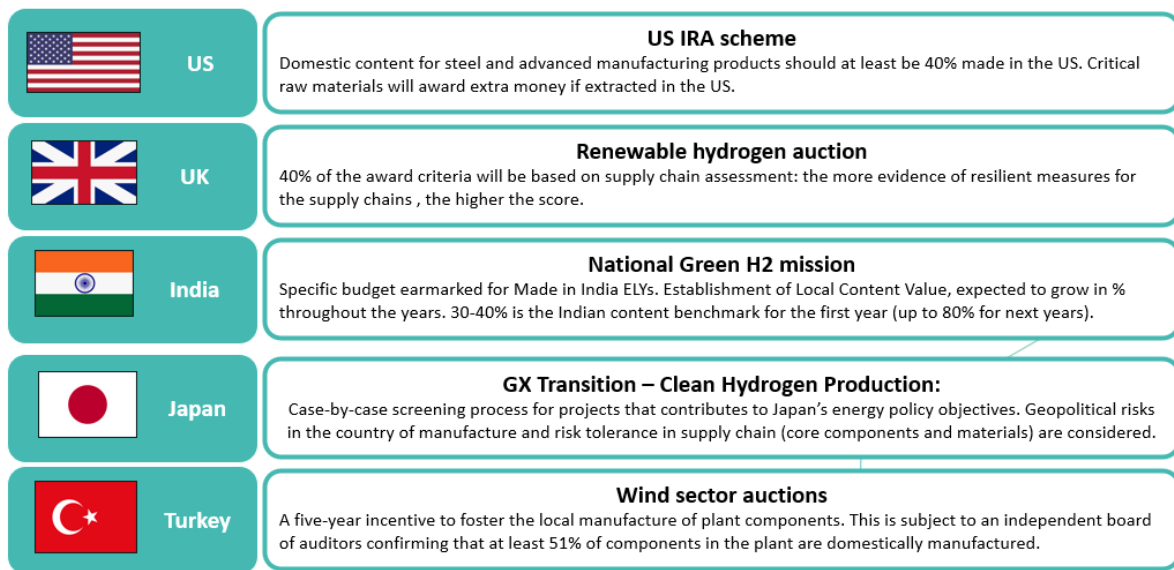 US
US IRA scheme
Domestic content for steel and advanced manufacturing products should at least be 40% made in the US. Critical
raw materials will award extra money if extracted in the US.
UK
Renewable hydrogen auction
40% of the award criteria will be based on supply chain assessment: the more evidence of resilient measures for
the supply chains , the higher the score.
India
National Green H2 mission
Specific budget earmarked for Made in India ELYs. Establishment of Local Content Value, expected to grow in %
throughout the years. 30-40% is the Indian content benchmark for the first year (up to 80% for next years).
Japan
GX Transition – Clean Hydrogen Production:
Case-by-case screening process for projects that contributes to Japan’s energy policy objectives. Geopolitical risks
in the country of manufacture and risk tolerance in supply chain (core components and materials) are considered.
Turkey
Wind sector auctions
A five-year incentive to foster the local manufacture of plant components. This is subject to an independent board
of auditors confirming that at least 51% of components in the plant are domestically manufactured.